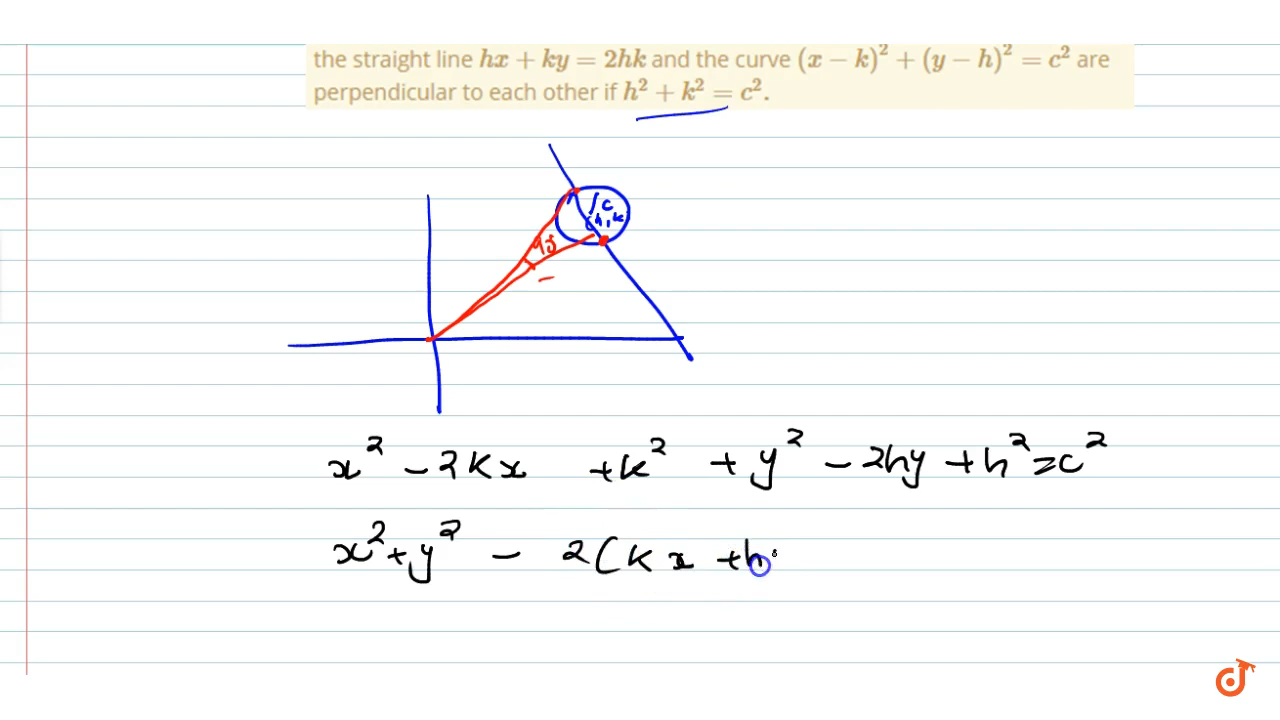 the straight line hx + ky = 2hk and the curve (x − k)² + (y − h)² = c² are
perpendicular to each other if h² + k² = c².
c
(h, k
x² − 2kx + k² + y² − 2hy + h² = c²
x² + y² − 2(kx + h